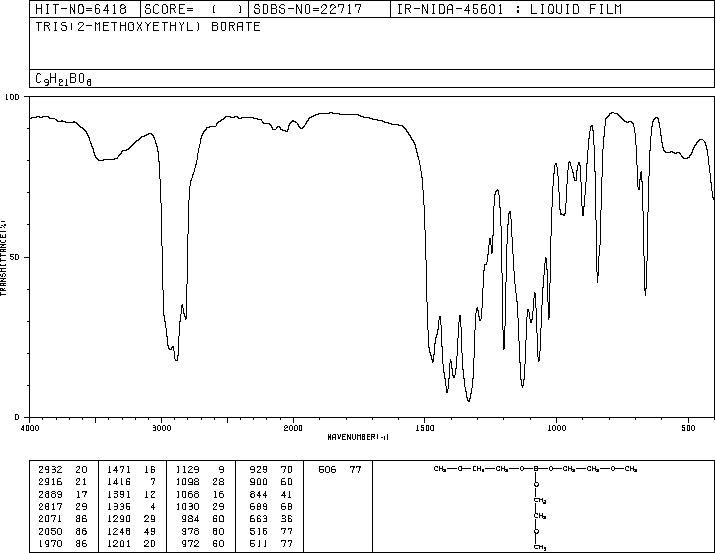 HIT-NO=6418 SCORE= ( ) SDBS-NO=22717 IR-NIDA-45601 : LIQUID FILM
TRIS(2-METHOXYETHYL) BORATE
C9H21BO6
100
50
0
TRANSMITTANCE(%)
4000 3000 2000 1500 1000 500
WAVENUMBER(-1)
2932 20 1471 16 1129 9 929 70 506 77
2916 21 1416 7 1098 28 900 60
2889 17 1391 12 1068 16 844 41
2817 29 1336 4 1030 29 689 68
2071 86 1290 29 984 60 663 36
2050 86 1248 49 978 60 516 77
1970 86 1201 20 972 60 511 77
CH3—O—CH2—CH2—O—B—O—CH2—CH2—O—CH3
O
CH2
CH2
O
CH3